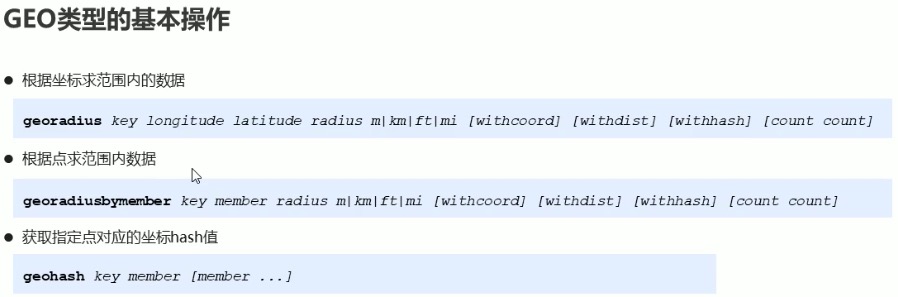 GEO类型的基本操作
● 根据坐标求范围内的数据
georadius key longitude latitude radius m|km|ft|mi [withcoord] [withdist] [withhash] [count count]
● 根据点求范围内数据
georadiusbymember key member radius m|km|ft|mi [withcoord] [withdist] [withhash] [count count]
● 获取指定点对应的坐标hash值
geohash key member [member ...]